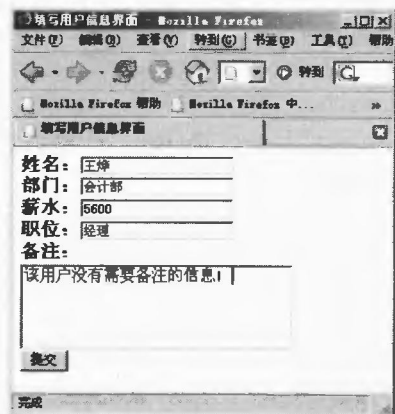 填写用户信息界面 - Mozilla Firefox
文件(F) 编辑(E) 查看(V) 转到(G) 书签(B) 工具(T) 帮助
转到
Mozilla Firefox 帮助 Mozilla Firefox 中...
填写用户信息界面
姓名：王烨
部门：会计部
薪水：5600
职位：经理
备注：
该用户没有需要备注的信息！
提交
完成